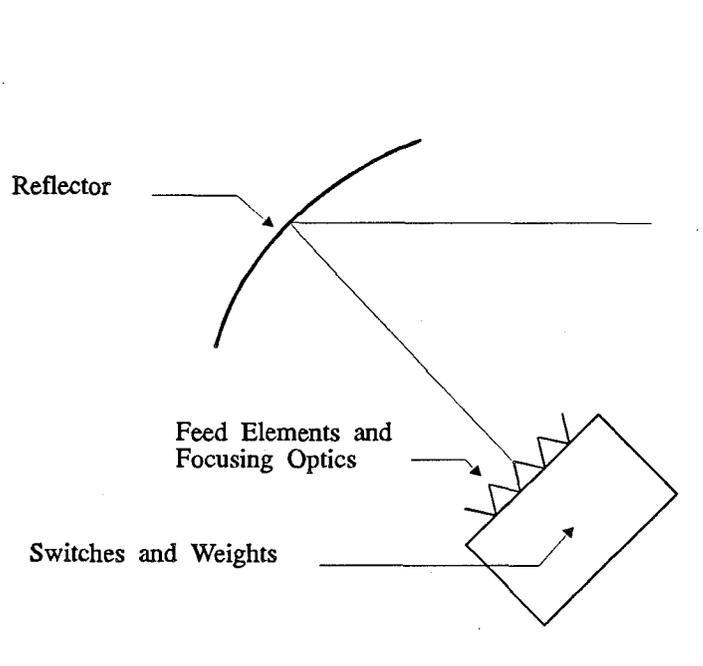 Reflector
Feed Elements and
Focusing Optics
Switches and Weights